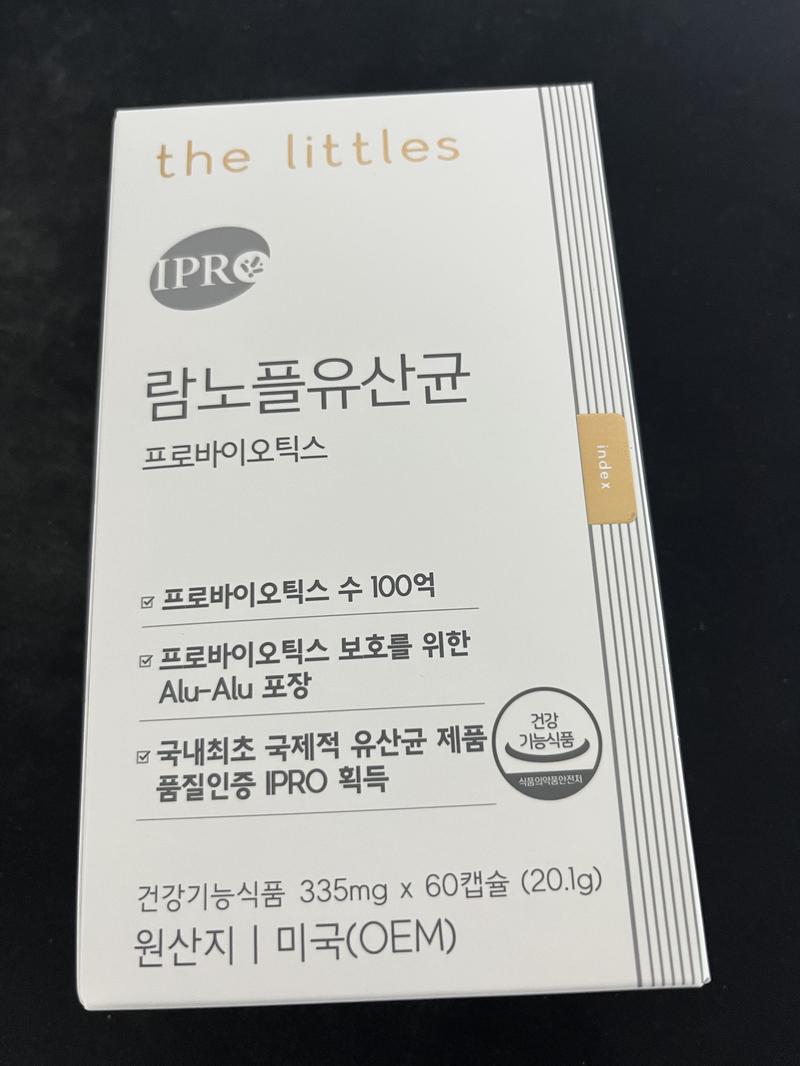 the littles
IPRO
람노플유산균
프로바이오틱스
index
프로바이오틱스 수 100억
프로바이오틱스 보호를 위한
Alu-Alu 포장
국내최초 국제적 유산균 제품
품질인증 IPRO 획득
건강
기능식품
식품의약품안전처
건강기능식품 335mg x 60캡슐 (20.1g)
원산지 | 미국(OEM)